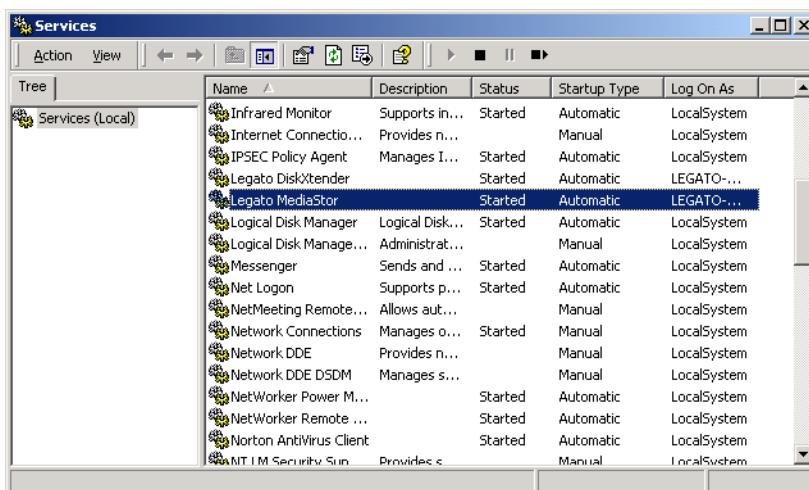 Services
Action View
Tree
Name Description Status Startup Type Log On As
Services (Local)
Infrared Monitor Supports in... Started Automatic LocalSystem
Internet Connectio... Provides n... Manual LocalSystem
IPSEC Policy Agent Manages I... Started Automatic LocalSystem
Legato DiskXtender Started Automatic LEGATO-...
Legato MediaStor Started Automatic LEGATO-...
Logical Disk Manager Logical Disk... Started Automatic LocalSystem
Logical Disk Manage... Administrat... Manual LocalSystem
Messenger Sends and ... Started Automatic LocalSystem
Net Logon Supports p... Started Automatic LocalSystem
NetMeeting Remote... Allows aut... Manual LocalSystem
Network Connections Manages o... Started Manual LocalSystem
Network DDE Provides n... Manual LocalSystem
Network DDE DSDM Manages s... Manual LocalSystem
NetWorker Power M... Started Automatic LocalSystem
NetWorker Remote ... Started Automatic LocalSystem
Norton AntiVirus Client Started Automatic LocalSystem
NT LM Security Sup Provides s Manual LocalSystem